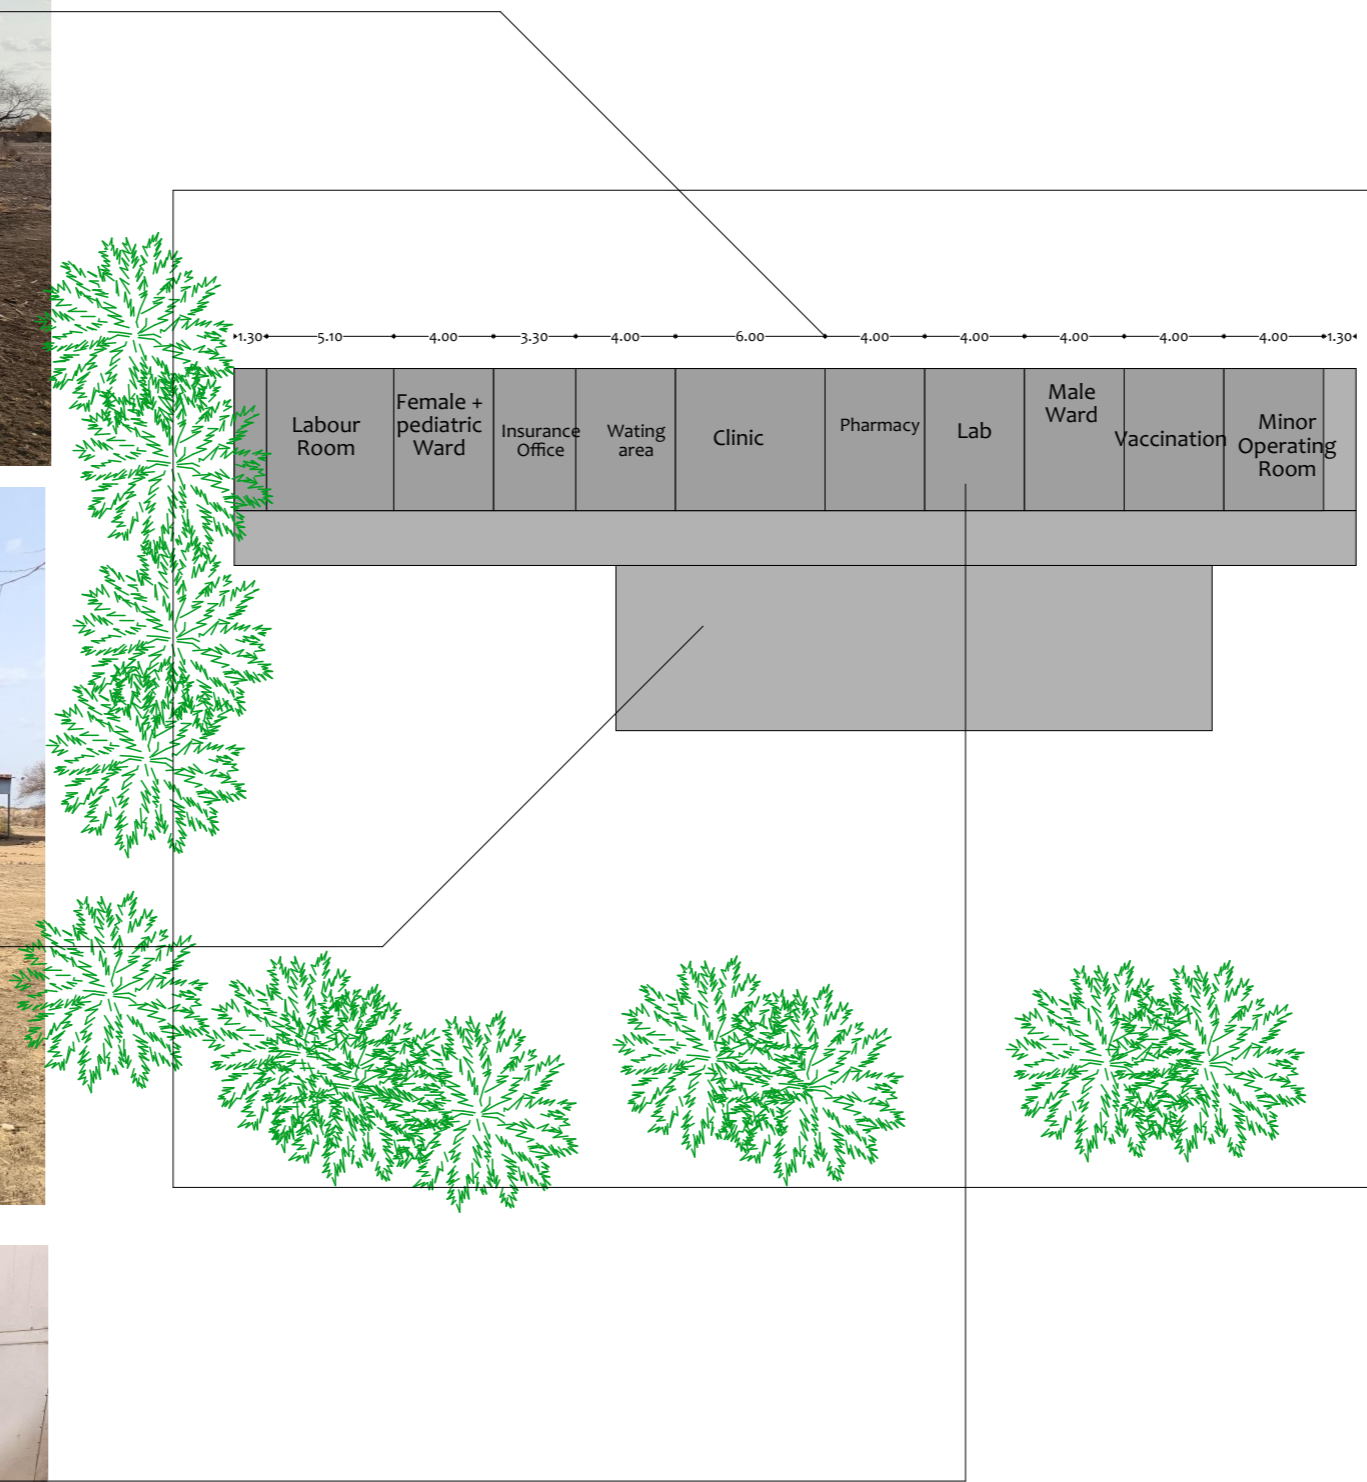 1.30 5.10 4.00 3.30 4.00 6.00 4.00 4.00 4.00 4.00 4.00 1.30
Labour
Room
Female +
pediatric
Ward
Insurance
Office
Wating
area
Clinic
Pharmacy
Lab
Male
Ward
Vaccination
Minor
Operating
Room